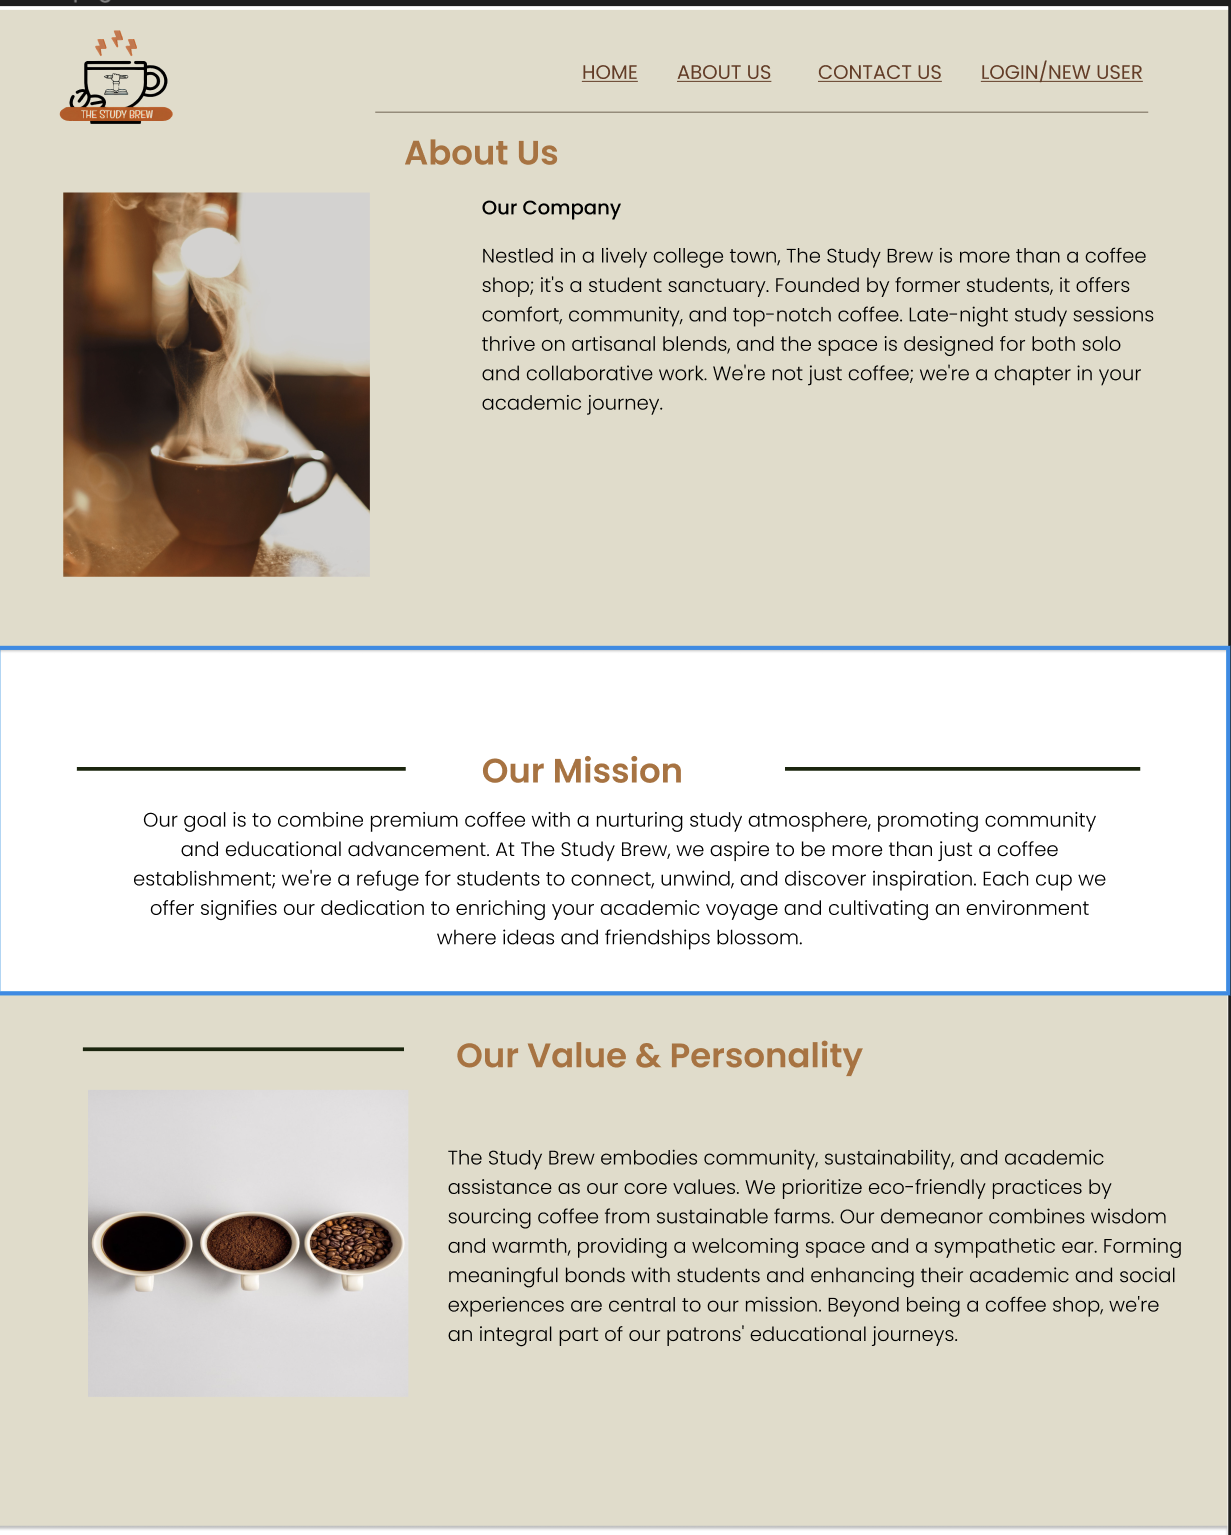 THE STUDY BREW
HOME ABOUT US CONTACT US LOGIN/NEW USER
About Us
Our Company
Nestled in a lively college town, The Study Brew is more than a coffee
shop; it's a student sanctuary. Founded by former students, it offers
comfort, community, and top-notch coffee. Late-night study sessions
thrive on artisanal blends, and the space is designed for both solo
and collaborative work. We're not just coffee; we're a chapter in your
academic journey.
Our Mission
Our goal is to combine premium coffee with a nurturing study atmosphere, promoting community
and educational advancement. At The Study Brew, we aspire to be more than just a coffee
establishment; we're a refuge for students to connect, unwind, and discover inspiration. Each cup we
offer signifies our dedication to enriching your academic voyage and cultivating an environment
where ideas and friendships blossom.
Our Value & Personality
The Study Brew embodies community, sustainability, and academic
assistance as our core values. We prioritize eco-friendly practices by
sourcing coffee from sustainable farms. Our demeanor combines wisdom
and warmth, providing a welcoming space and a sympathetic ear. Forming
meaningful bonds with students and enhancing their academic and social
experiences are central to our mission. Beyond being a coffee shop, we're
an integral part of our patrons' educational journeys.